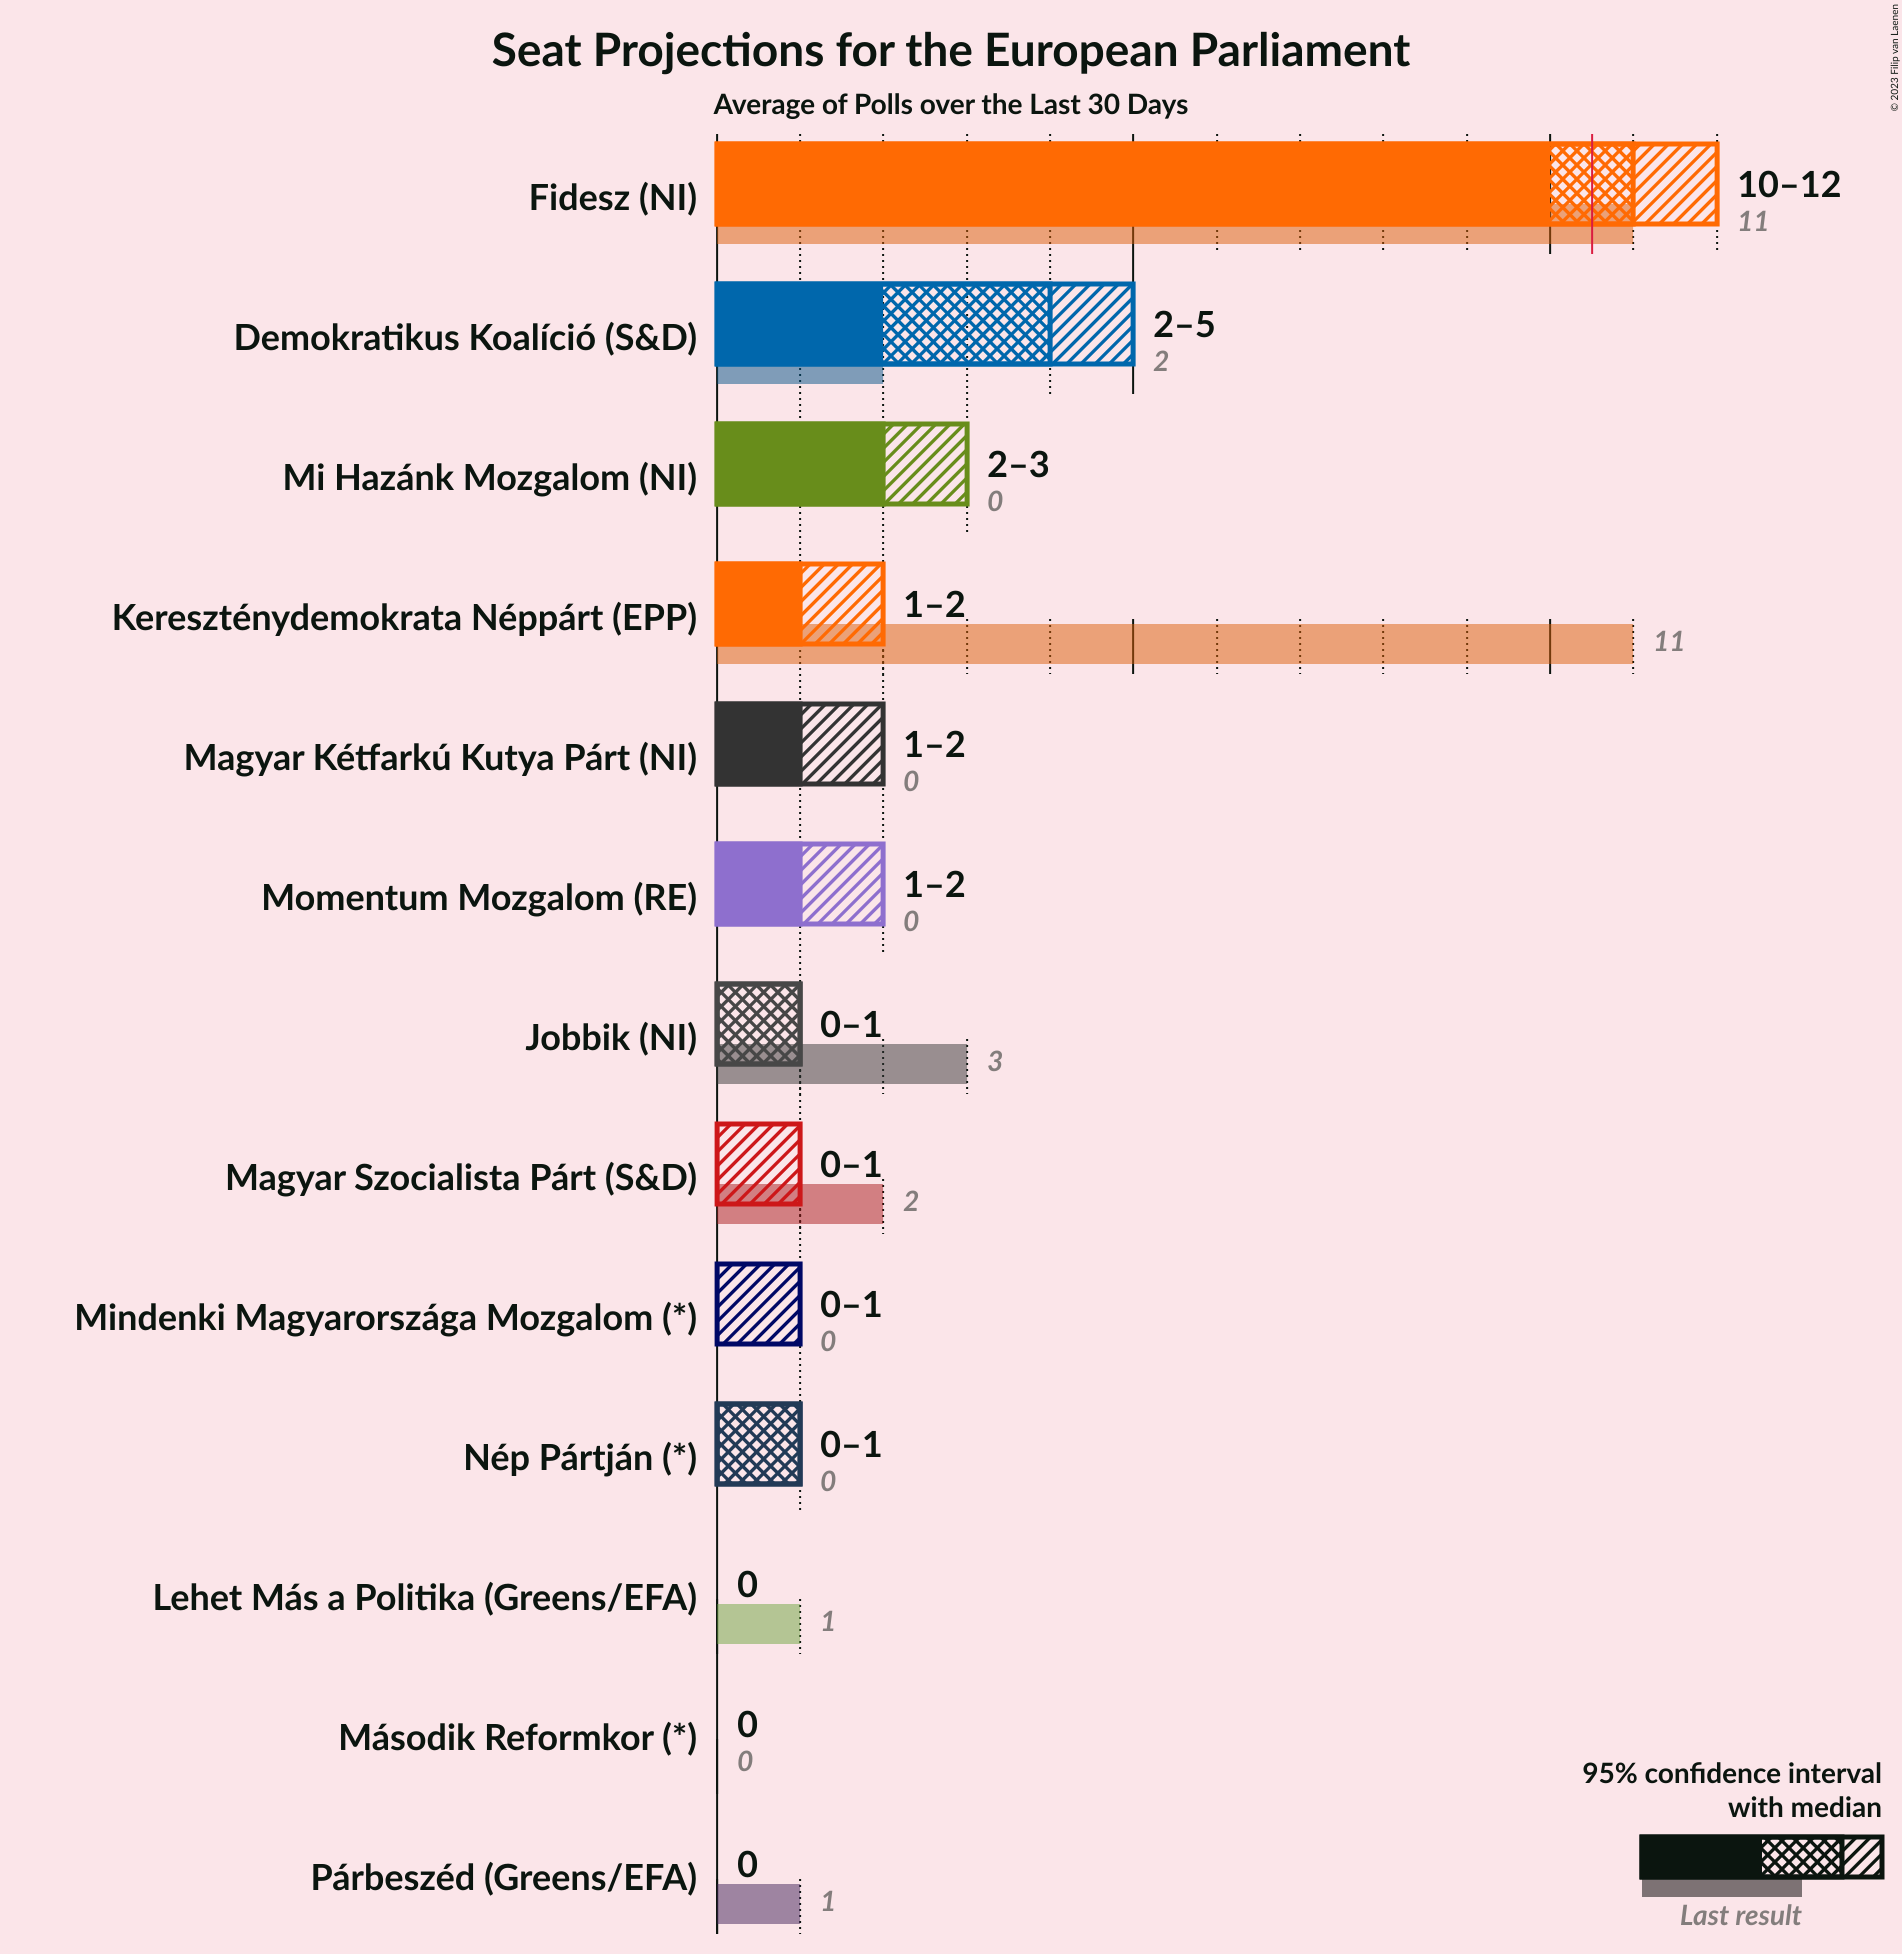 Seat Projections for the European Parliament
Average of Polls over the Last 30 Days
© 2023 Filip van Laenen
Fidesz (NI)
10–12
11
Demokratikus Koalíció (S&D)
2–5
2
Mi Hazánk Mozgalom (NI)
2–3
0
Kereszténydemokrata Néppárt (EPP)
1–2
11
Magyar Kétfarkú Kutya Párt (NI)
1–2
0
Momentum Mozgalom (RE)
1–2
0
Jobbik (NI)
0–1
3
Magyar Szocialista Párt (S&D)
0–1
2
Mindenki Magyarországa Mozgalom (*)
0–1
0
Nép Pártján (*)
0–1
0
Lehet Más a Politika (Greens/EFA)
0
1
Második Reformkor (*)
0
0
Párbeszéd (Greens/EFA)
0
1
95% confidence interval
with median
Last result